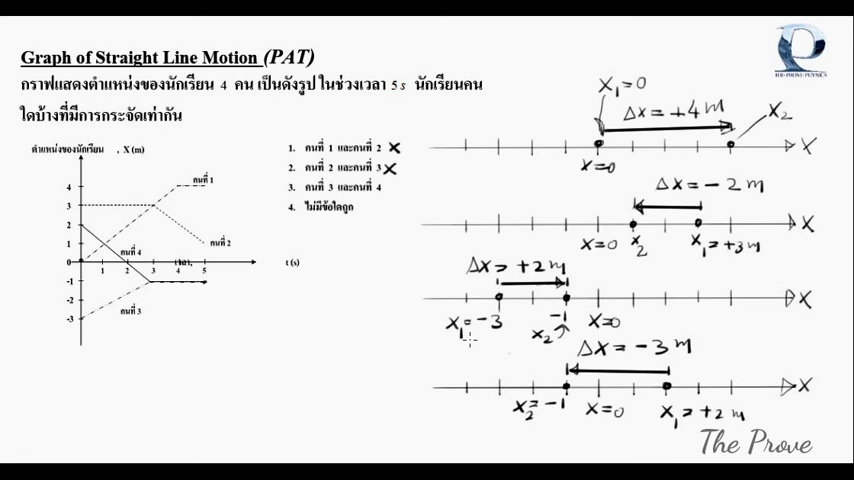 Graph of Straight Line Motion (PAT)
กราฟแสดงตำแหน่งของนักเรียน 4 คน เป็นดังรูป ในช่วงเวลา 5 s นักเรียนคน
ใดบ้างที่มีการกระจัดเท่ากัน
ตำแหน่งของนักเรียน , X (m)
1. คนที่ 1 และคนที่ 2 X
2. คนที่ 2 และคนที่ 3 X
3. คนที่ 3 และคนที่ 4
4. ไม่มีข้อใดถูก
4
3
2
1
0
-1
-2
-3
1 2 3 4 5
เวลา,
t (s)
คนที่ 1
คนที่ 2
คนที่ 4
คนที่ 3
THE-PROVE-PHYSICS
X₁=0
Δx = +4 m
X₂
X=0
X
Δx = -2 m
X=0 X₂ X₁ = +3 m
X
Δx = +2 m
X₁ = -3
-1
X₂
X=0
X
Δx = -3 m
X₂ = -1 X=0 X₁ = +2 m
X
The Prove